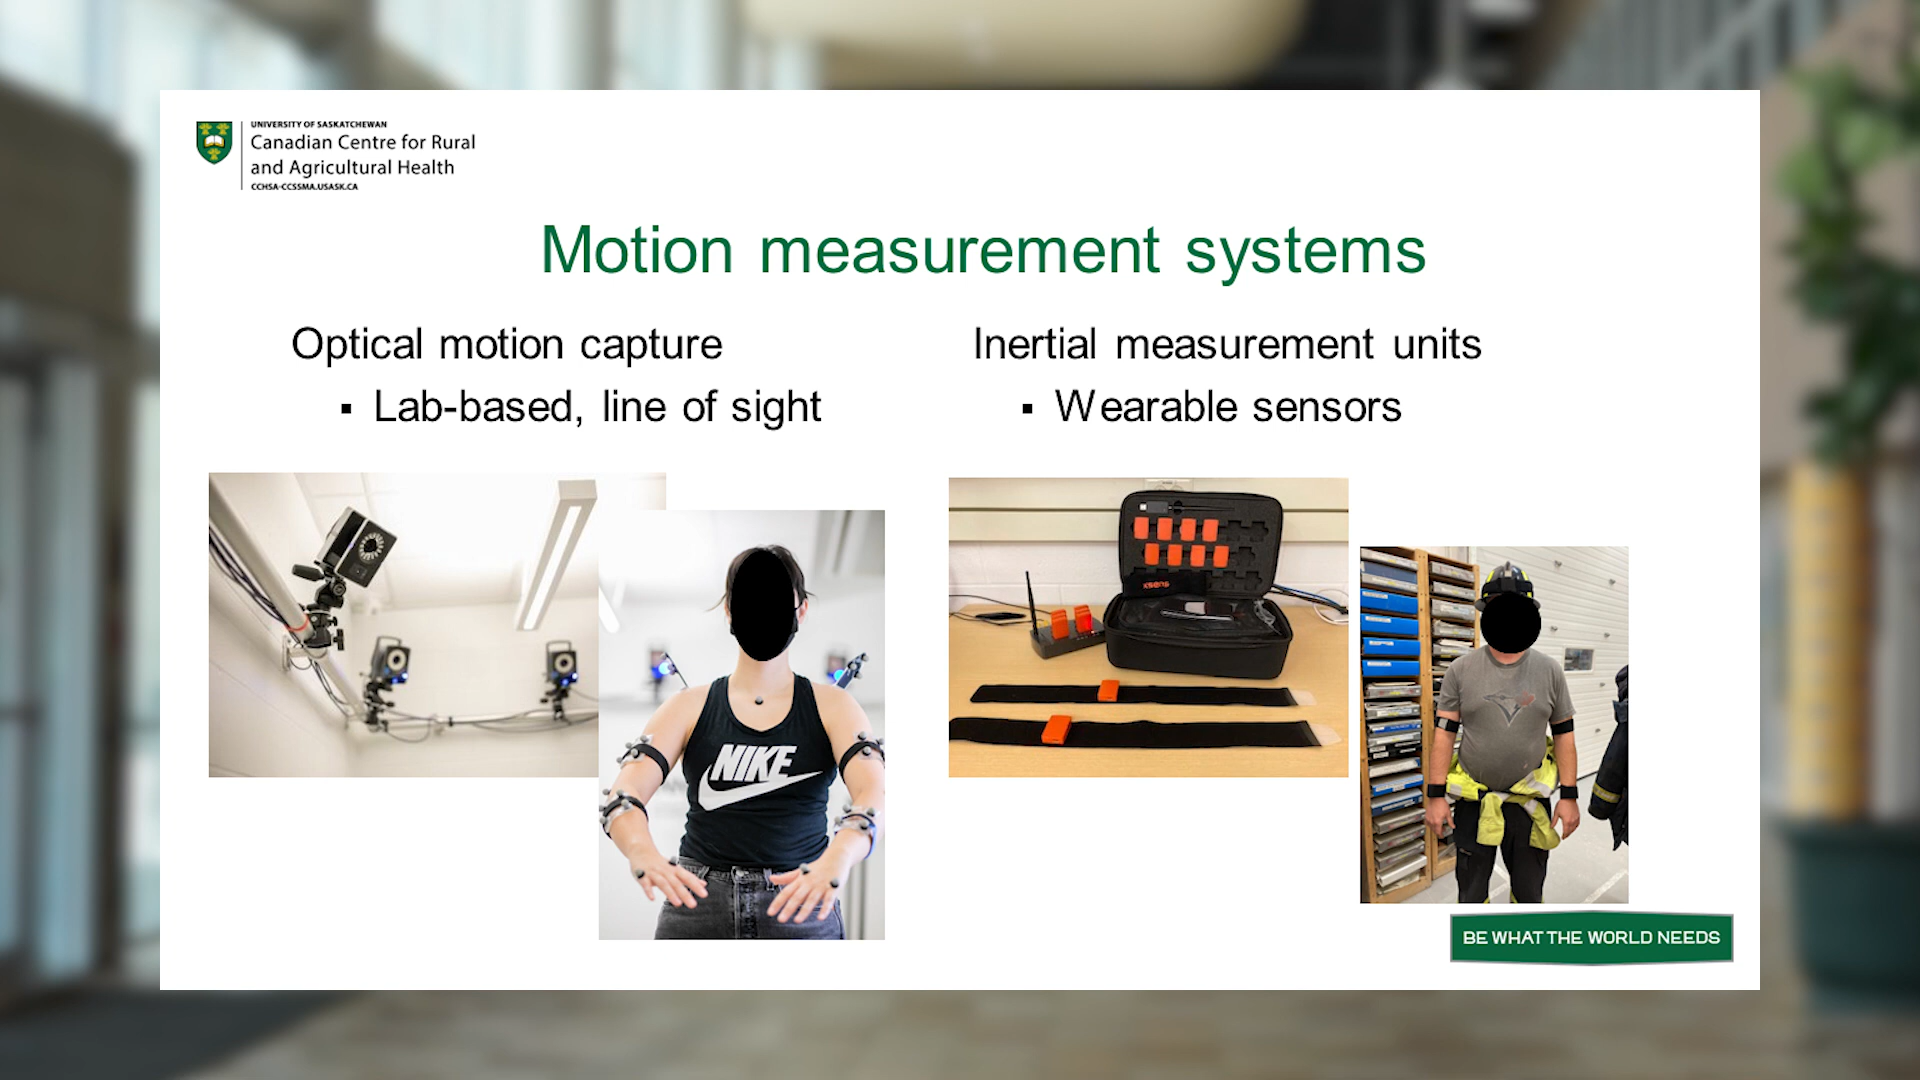 UNIVERSITY OF SASKATCHEWAN
Canadian Centre for Rural
and Agricultural Health
CCHSA-CCSSMA.USASK.CA
Motion measurement systems
Optical motion capture
▪ Lab-based, line of sight
Inertial measurement units
▪ Wearable sensors
NIKE
xsens
BE WHAT THE WORLD NEEDS